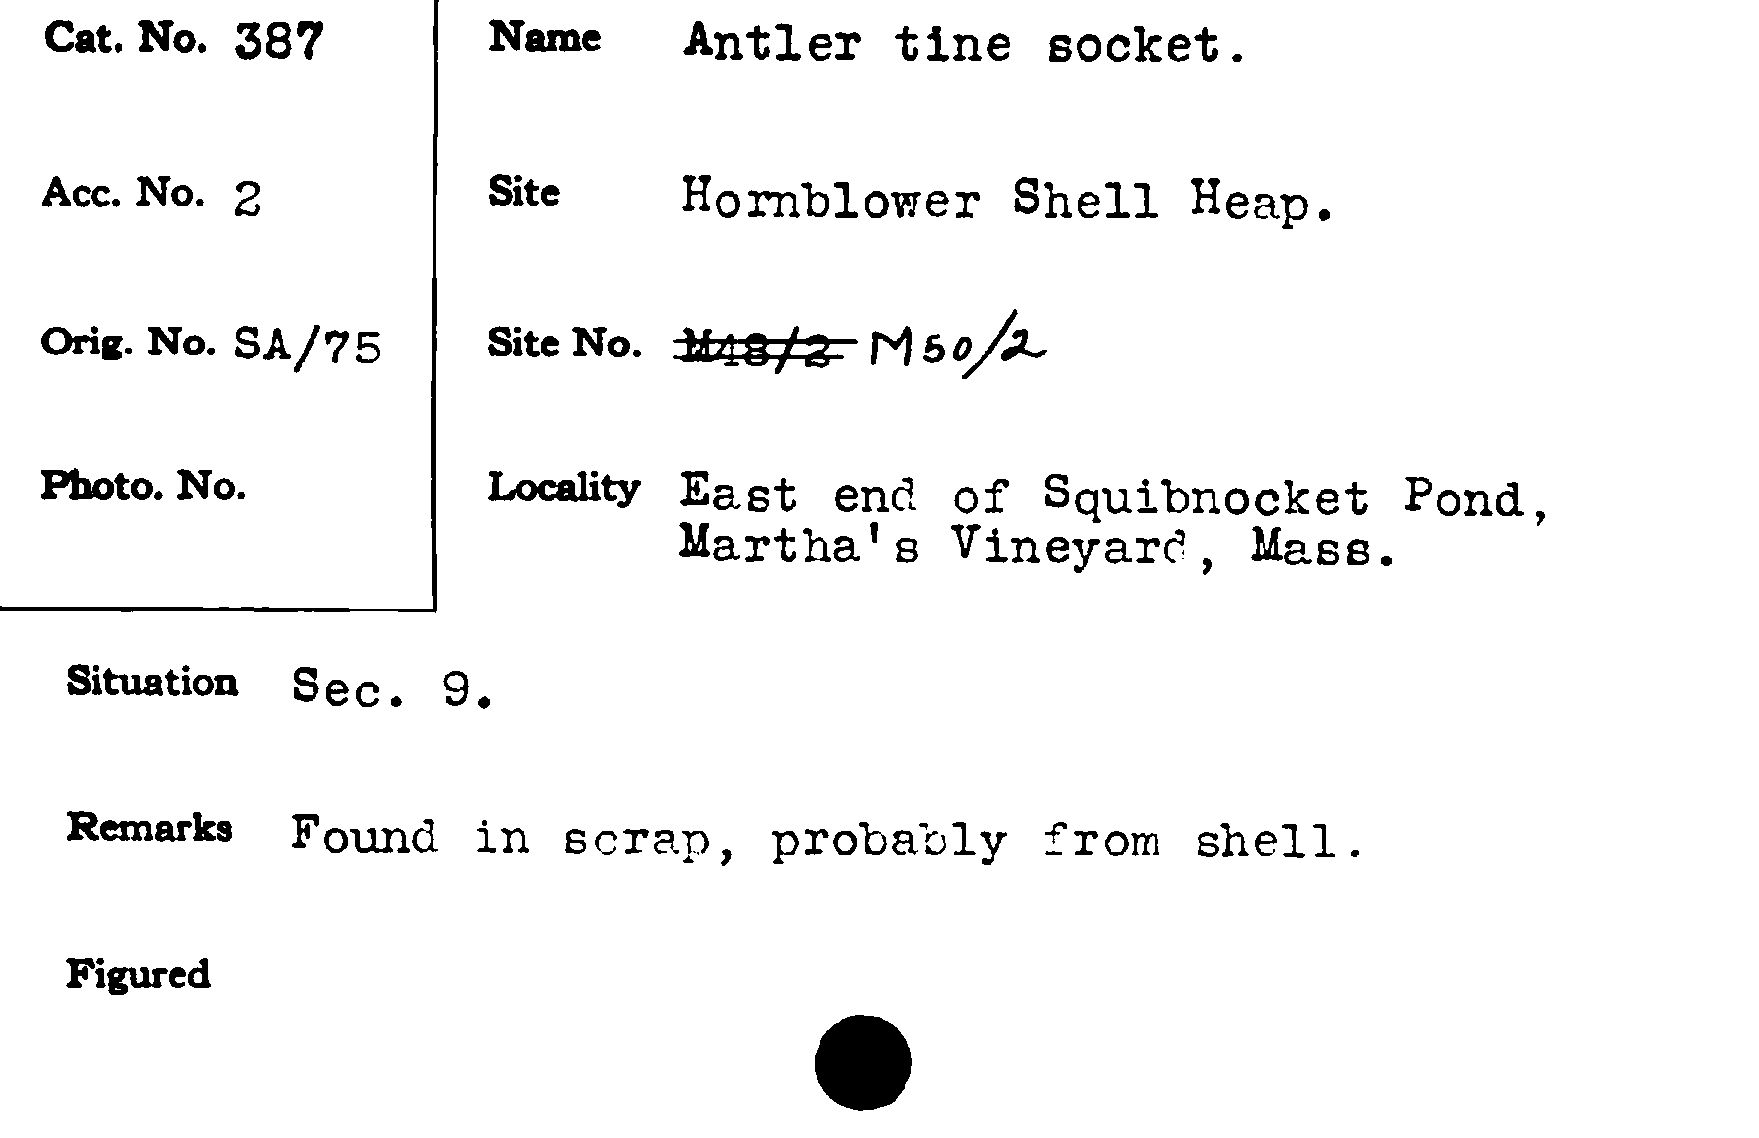 Cat. No. 387
Name Antler tine socket.
Acc. No. 2
Site Hornblower Shell Heap.
Orig. No. SA/75
Site No. M48/2 M50/2
Photo. No.
Locality East end of Squibnocket Pond,
Martha's Vineyard, Mass.
Situation Sec. 9.
Remarks Found in scrap, probably from shell.
Figured